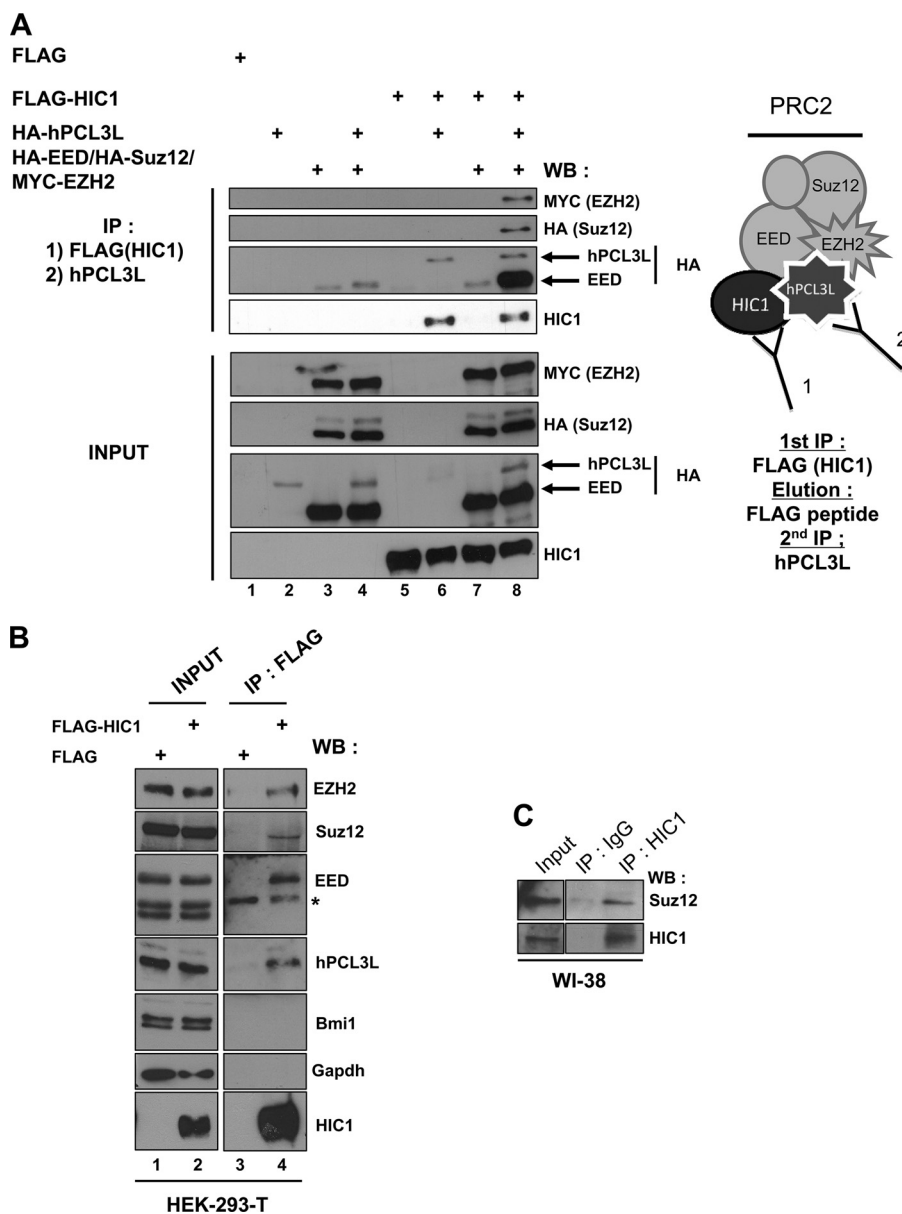 A
FLAG
+
FLAG-HIC1
+ + + +
HA-hPCL3L
+ + + +
HA-EED/HA-Suz12/
MYC-EZH2
+ + + +
WB :
IP :
1) FLAG(HIC1)
2) hPCL3L
MYC (EZH2)
HA (Suz12)
hPCL3L
EED
HA
HIC1
INPUT
MYC (EZH2)
HA (Suz12)
hPCL3L
EED
HA
HIC1
1 2 3 4 5 6 7 8
PRC2
Suz12
EED
EZH2
hPCL3L
HIC1
1
2
1st IP :
FLAG (HIC1)
Elution :
FLAG peptide
2nd IP ;
hPCL3L
B
INPUT
IP : FLAG
FLAG-HIC1
+ +
FLAG
+ +
WB :
EZH2
Suz12
EED
*
hPCL3L
Bmi1
Gapdh
HIC1
1 2 3 4
HEK-293-T
C
Input
IP : IgG
IP : HIC1
WB :
Suz12
HIC1
WI-38